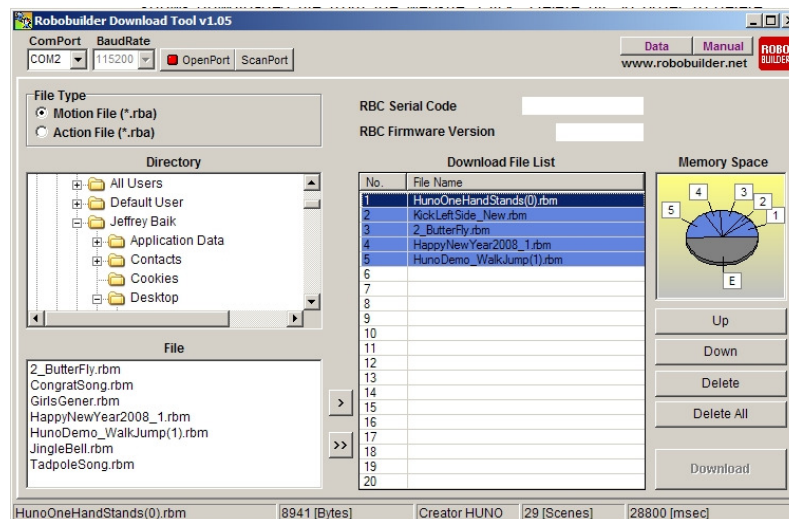 Robobuilder Download Tool v1.05
ComPort BaudRate
COM2 115200 OpenPort ScanPort
Data Manual
www.robobuilder.net
ROBO
BUILDER
File Type
Motion File (*.rba)
Action File (*.rba)
RBC Serial Code
RBC Firmware Version
Directory
All Users
Default User
Jeffrey Baik
Application Data
Contacts
Cookies
Desktop
File
2_ButterFly.rbm
CongratSong.rbm
GirlsGener.rbm
HappyNewYear2008_1.rbm
HunoDemo_WalkJump(1).rbm
JingleBell.rbm
TadpoleSong.rbm
>
>>
Download File List
No. File Name
1 HunoOneHandStands(0).rbm
2 KickLeftSide_New.rbm
3 2_ButterFly.rbm
4 HappyNewYear2008_1.rbm
5 HunoDemo_WalkJump(1).rbm
6
7
8
9
10
11
12
13
14
15
16
17
18
19
20
Memory Space
4 3
5 2
1
E
Up
Down
Delete
Delete All
Download
HunoOneHandStands(0).rbm 8941 [Bytes] Creator HUNO 29 [Scenes] 28800 [msec]